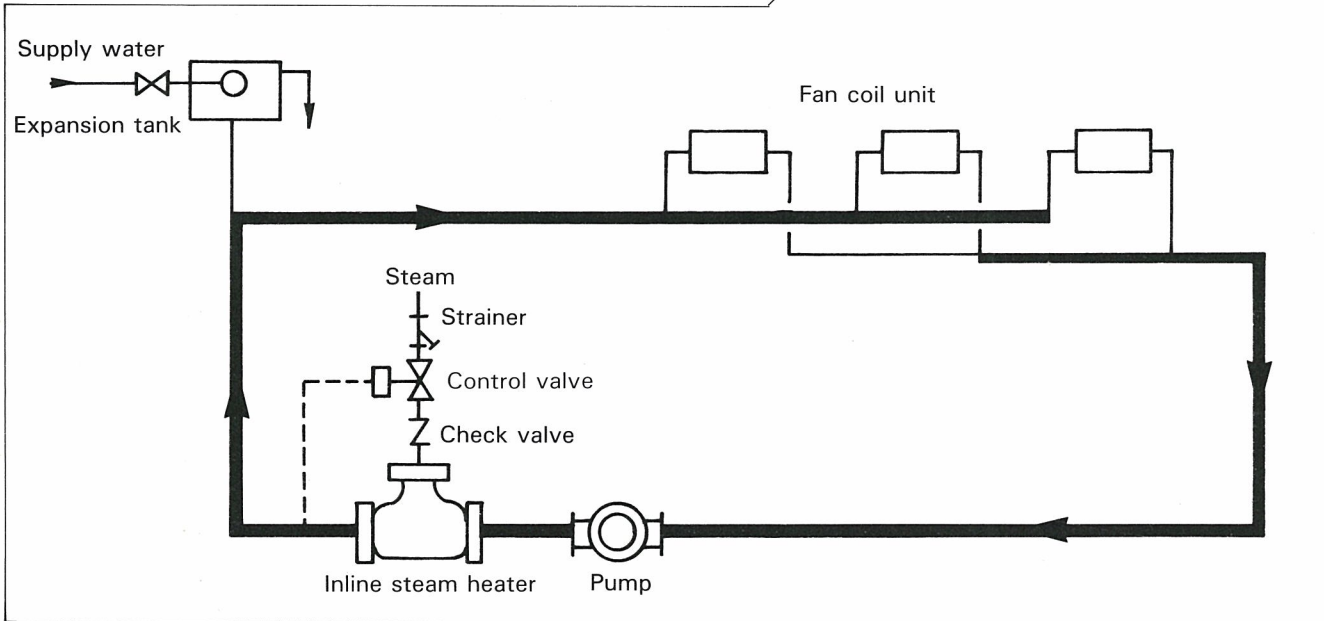 Supply water
Expansion tank
Fan coil unit
Steam
Strainer
Control valve
Check valve
Inline steam heater
Pump